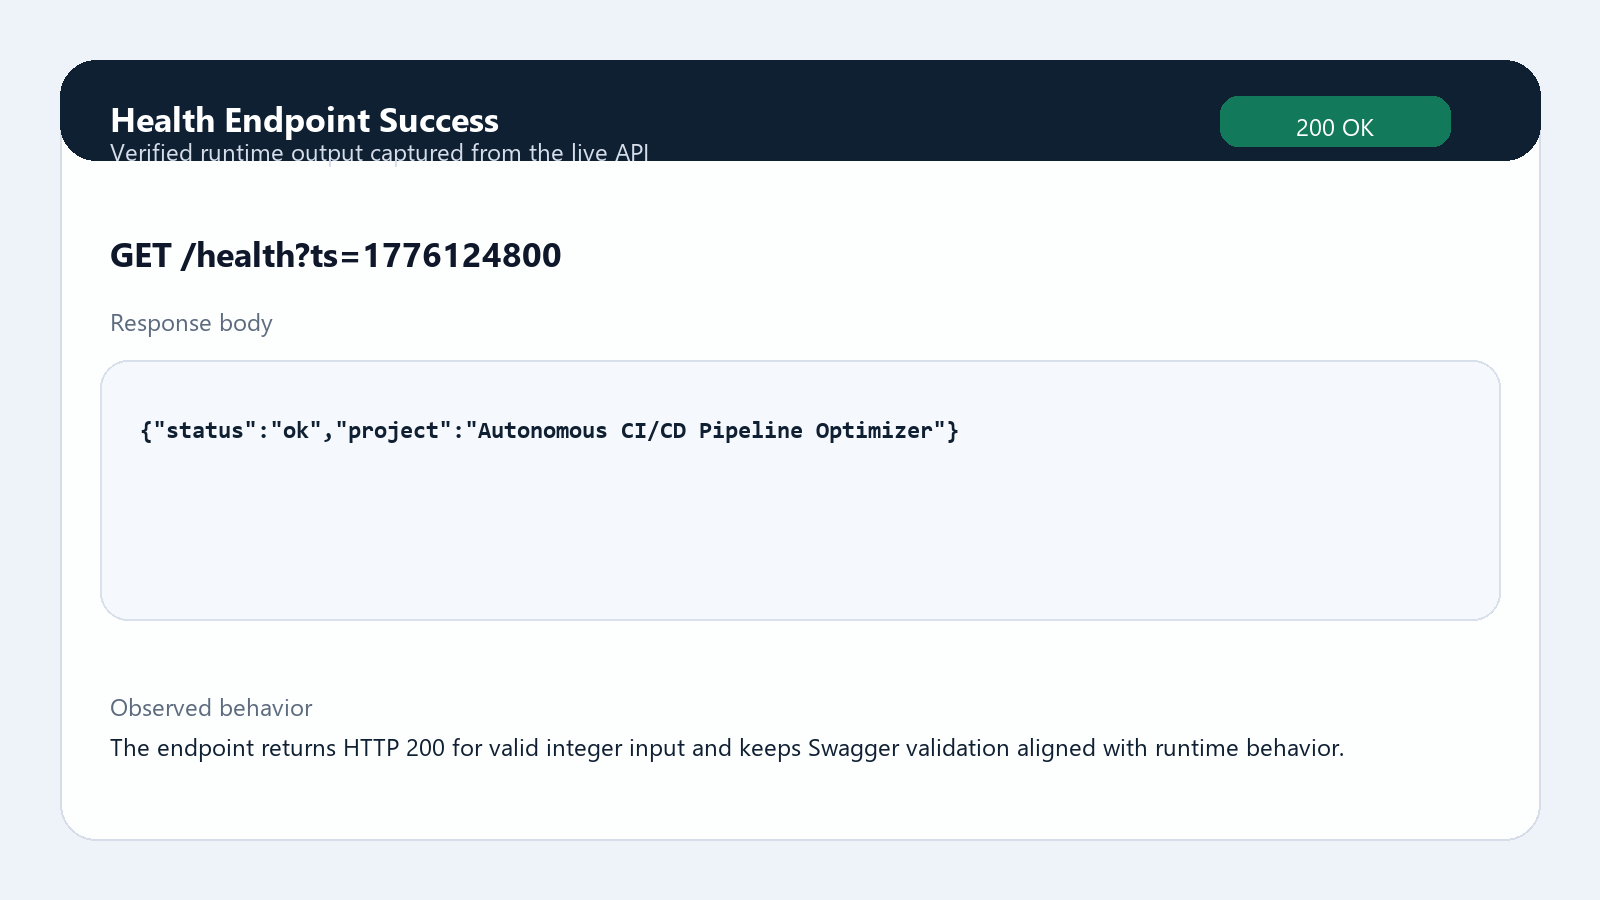 Health Endpoint Success
200 OK
Verified runtime output captured from the live API
GET /health?ts=1776124800
Response body
{"status":"ok","project":"Autonomous CI/CD Pipeline Optimizer"}
Observed behavior
The endpoint returns HTTP 200 for valid integer input and keeps Swagger validation aligned with runtime behavior.